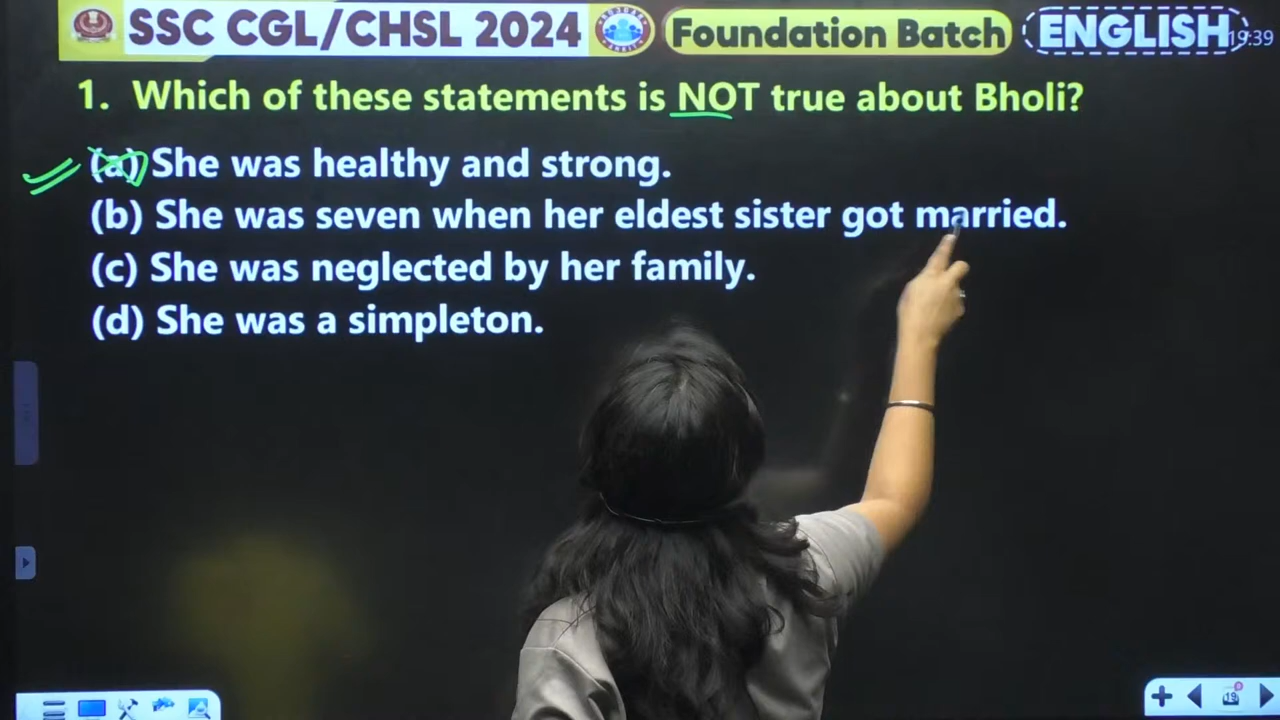 SSC CGL/CHSL 2024 Foundation Batch ENGLISH 19:39
1. Which of these statements is NOT true about Bholi?
(a) She was healthy and strong.
(b) She was seven when her eldest sister got married.
(c) She was neglected by her family.
(d) She was a simpleton.
19